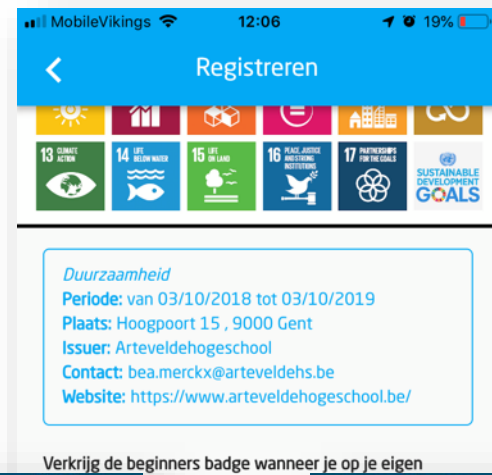 MobileVikings 12:06 19%
Registreren
13 CLIMATE ACTION 14 LIFE BELOW WATER 15 LIFE ON LAND 16 PEACE, JUSTICE AND STRONG INSTITUTIONS 17 PARTNERSHIPS FOR THE GOALS SUSTAINABLE DEVELOPMENT GOALS
Duurzaamheid
Periode: van 03/10/2018 tot 03/10/2019
Plaats: Hoogpoort 15 , 9000 Gent
Issuer: Arteveldehogeschool
Contact: bea.merckx@arteveldehs.be
Website: https://www.arteveldehogeschool.be/
Verkrijg de beginners badge wanneer je op je eigen